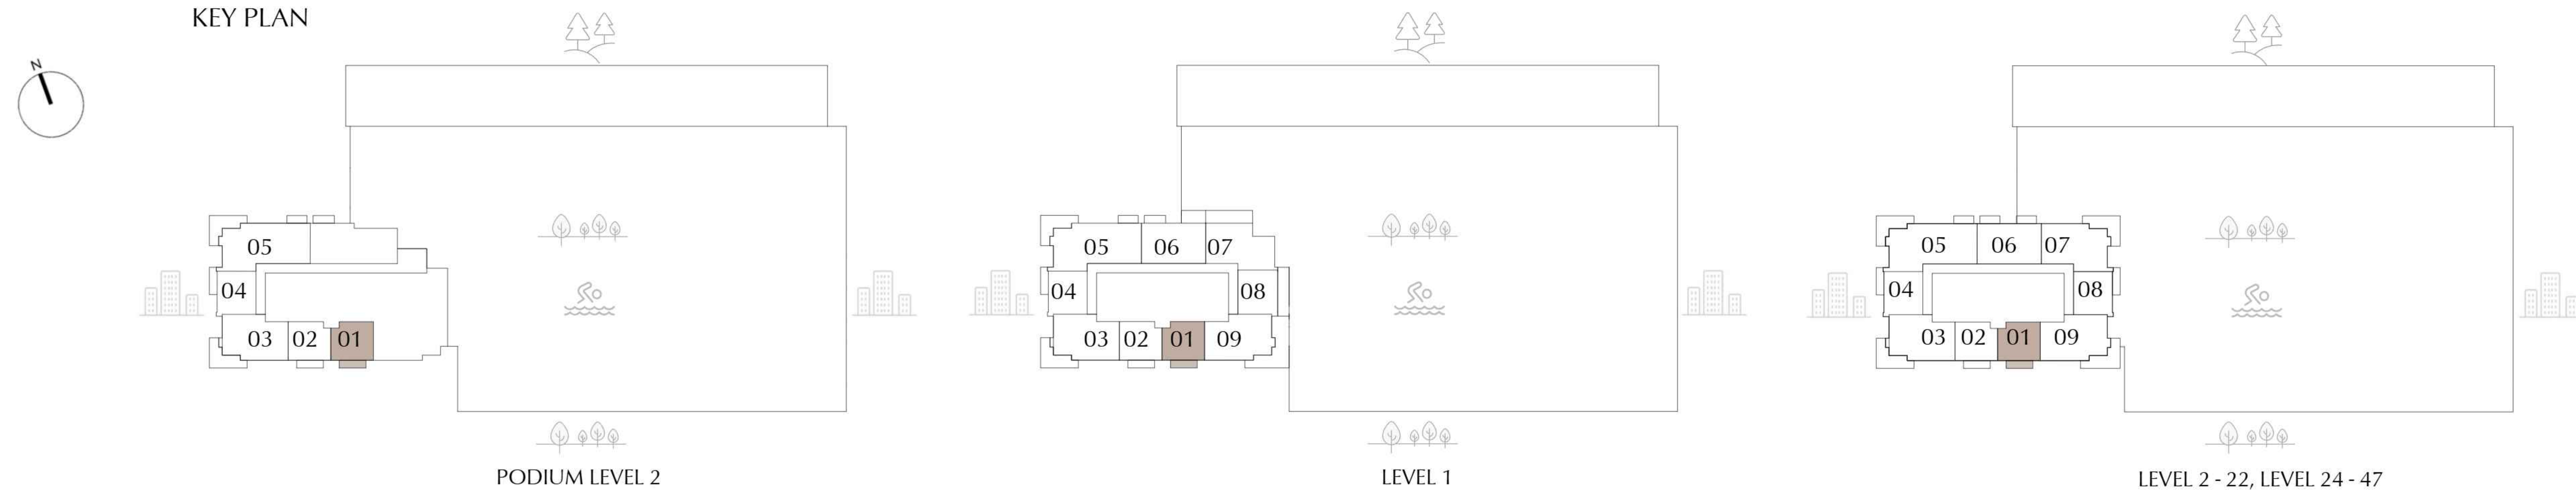 KEY PLAN
N
05
04
03 02 01
PODIUM LEVEL 2
05 06 07
04 08
03 02 01 09
LEVEL 1
05 06 07
04 08
03 02 01 09
LEVEL 2 - 22, LEVEL 24 - 47